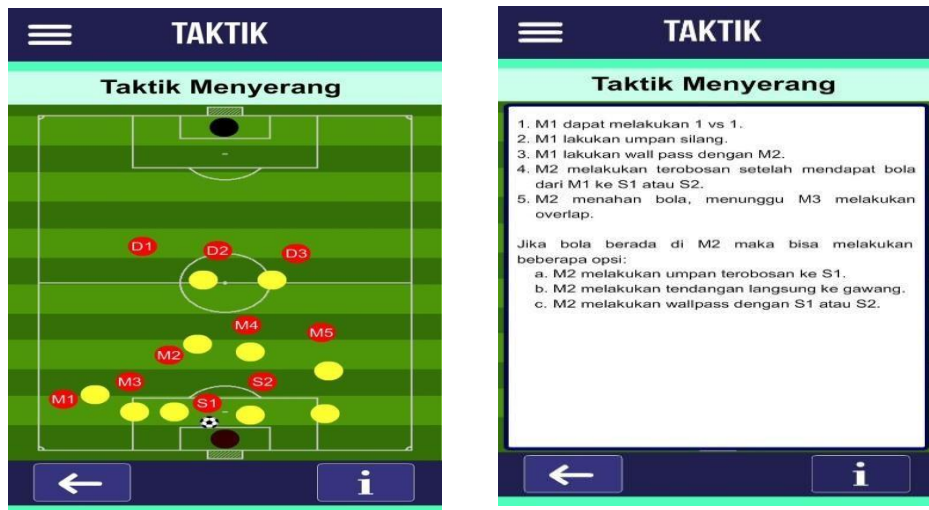 TAKTIK
Taktik Menyerang
D1
D2
D3
M4
M5
M2
M3
S2
M1
S1
i
TAKTIK
Taktik Menyerang
1. M1 dapat melakukan 1 vs 1.
2. M1 lakukan umpan silang.
3. M1 lakukan wall pass dengan M2.
4. M2 melakukan terobosan setelah mendapat bola
dari M1 ke S1 atau S2.
5. M2 menahan bola, menunggu M3 melakukan
overlap.
Jika bola berada di M2 maka bisa melakukan
beberapa opsi:
a. M2 melakukan umpan terobosan ke S1.
b. M2 melakukan tendangan langsung ke gawang.
c. M2 melakukan wallpass dengan S1 atau S2.
i